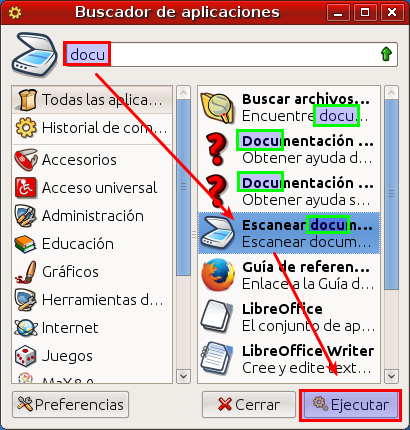 Buscador de aplicaciones
docu
Todas las aplica...
Historial de com...
Accesorios
Acceso universal
Administración
Educación
Gráficos
Herramientas d...
Internet
Juegos
MaX 8.0
Buscar archivos...
Encuentre docu...
Documentación ...
Obtener ayuda d...
Documentación ...
Obtener ayuda s...
Escanear docum...
Escanear docum...
Guía de referen...
Enlace a la Guía d...
LibreOffice
El conjunto de ap...
LibreOffice Writer
Cree y edite text...
Preferencias
Cerrar
Ejecutar